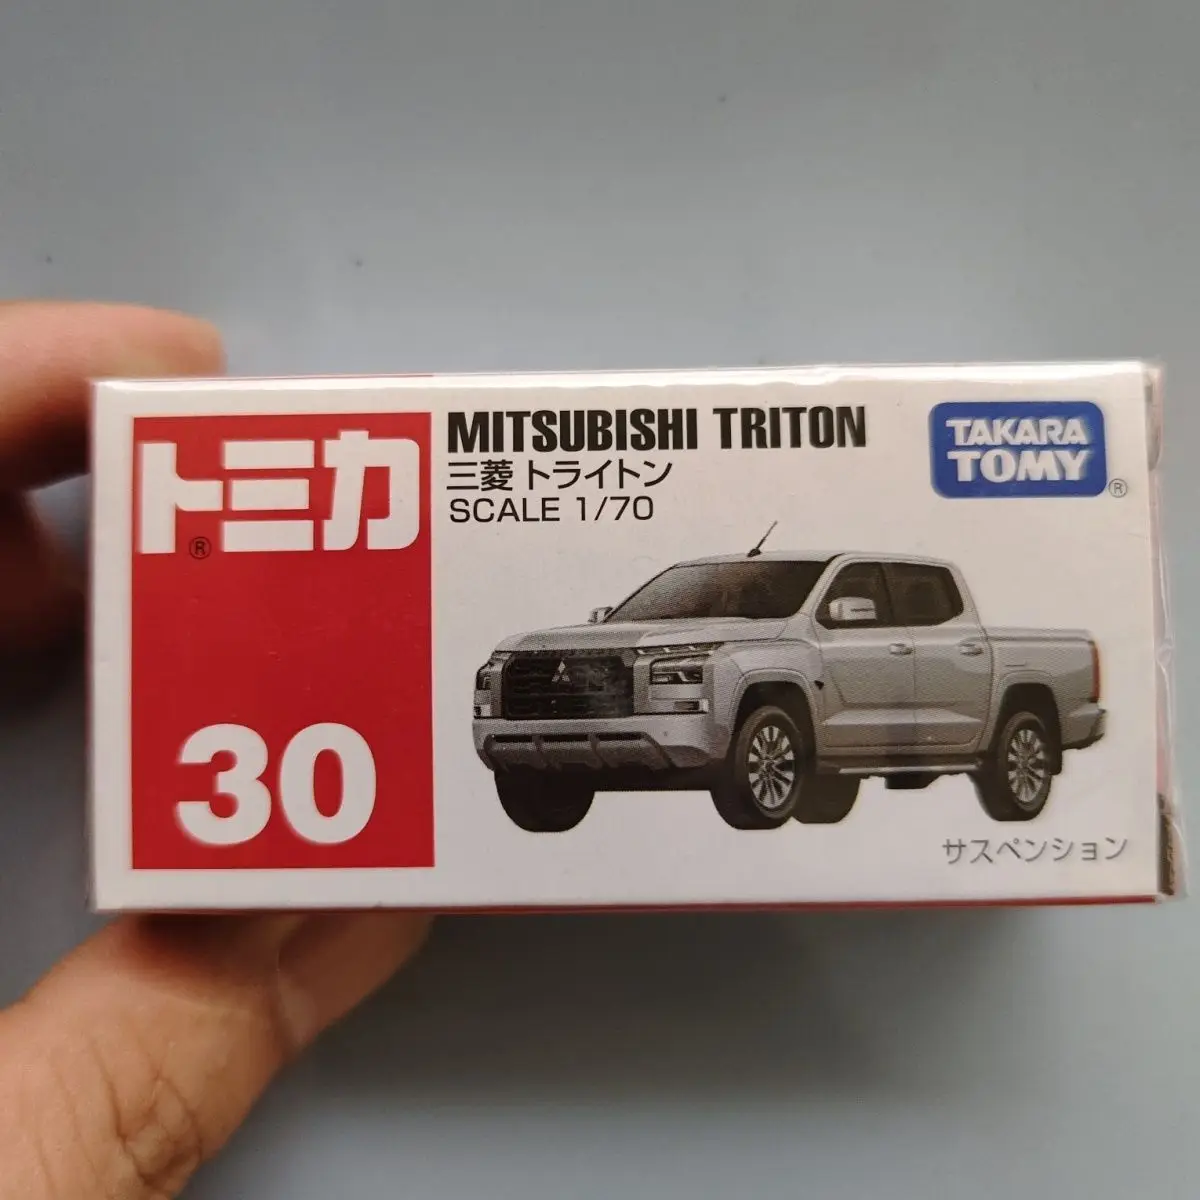 トミカ
®
30
MITSUBISHI TRITON
三菱 トライトン
SCALE 1/70
TAKARA
TOMY
®
サスペンション